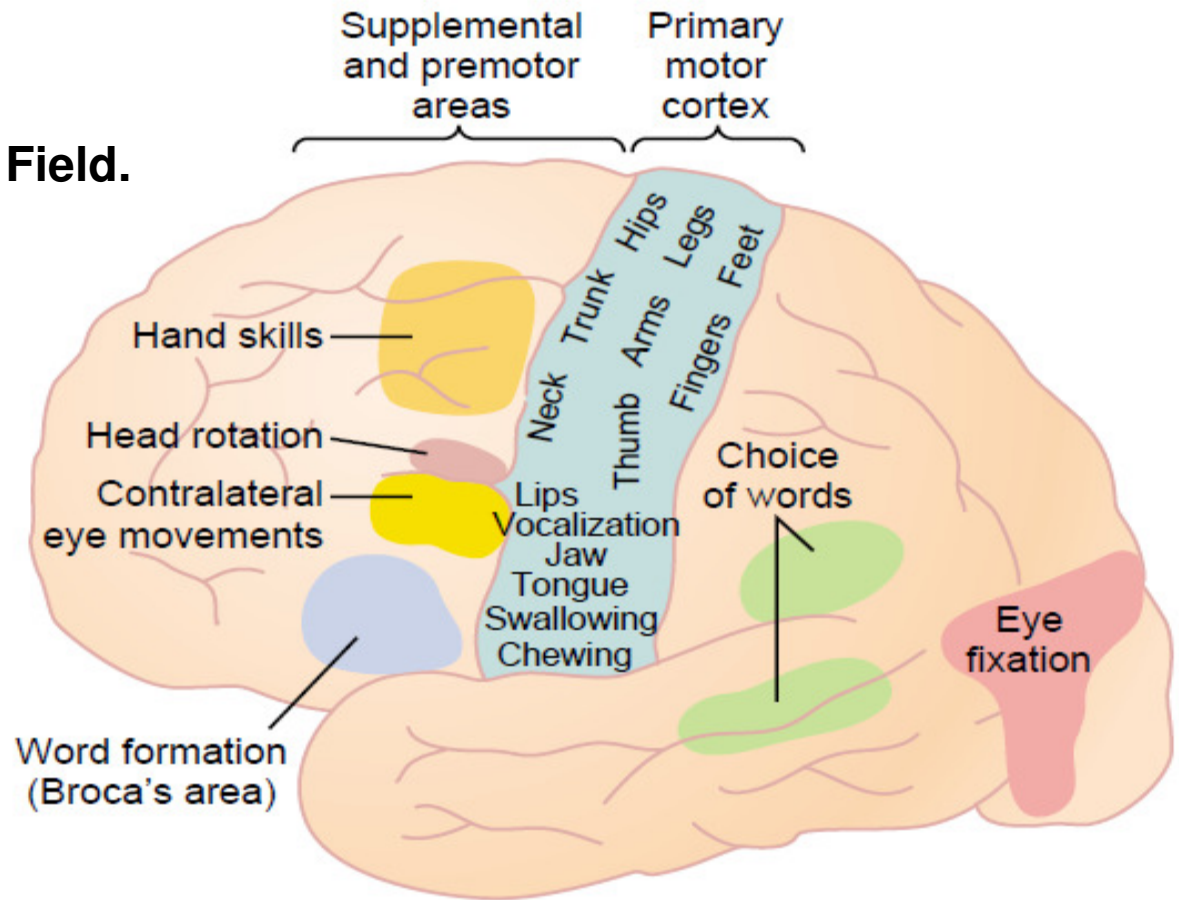 Supplemental
and premotor
areas
Primary
motor
cortex
Field.
Hips
Legs
Feet
Trunk
Arms
Fingers
Neck
Thumb
Hand skills
Head rotation
Contralateral
eye movements
Lips
Vocalization
Jaw
Tongue
Swallowing
Chewing
Choice
of words
Eye
fixation
Word formation
(Broca's area)